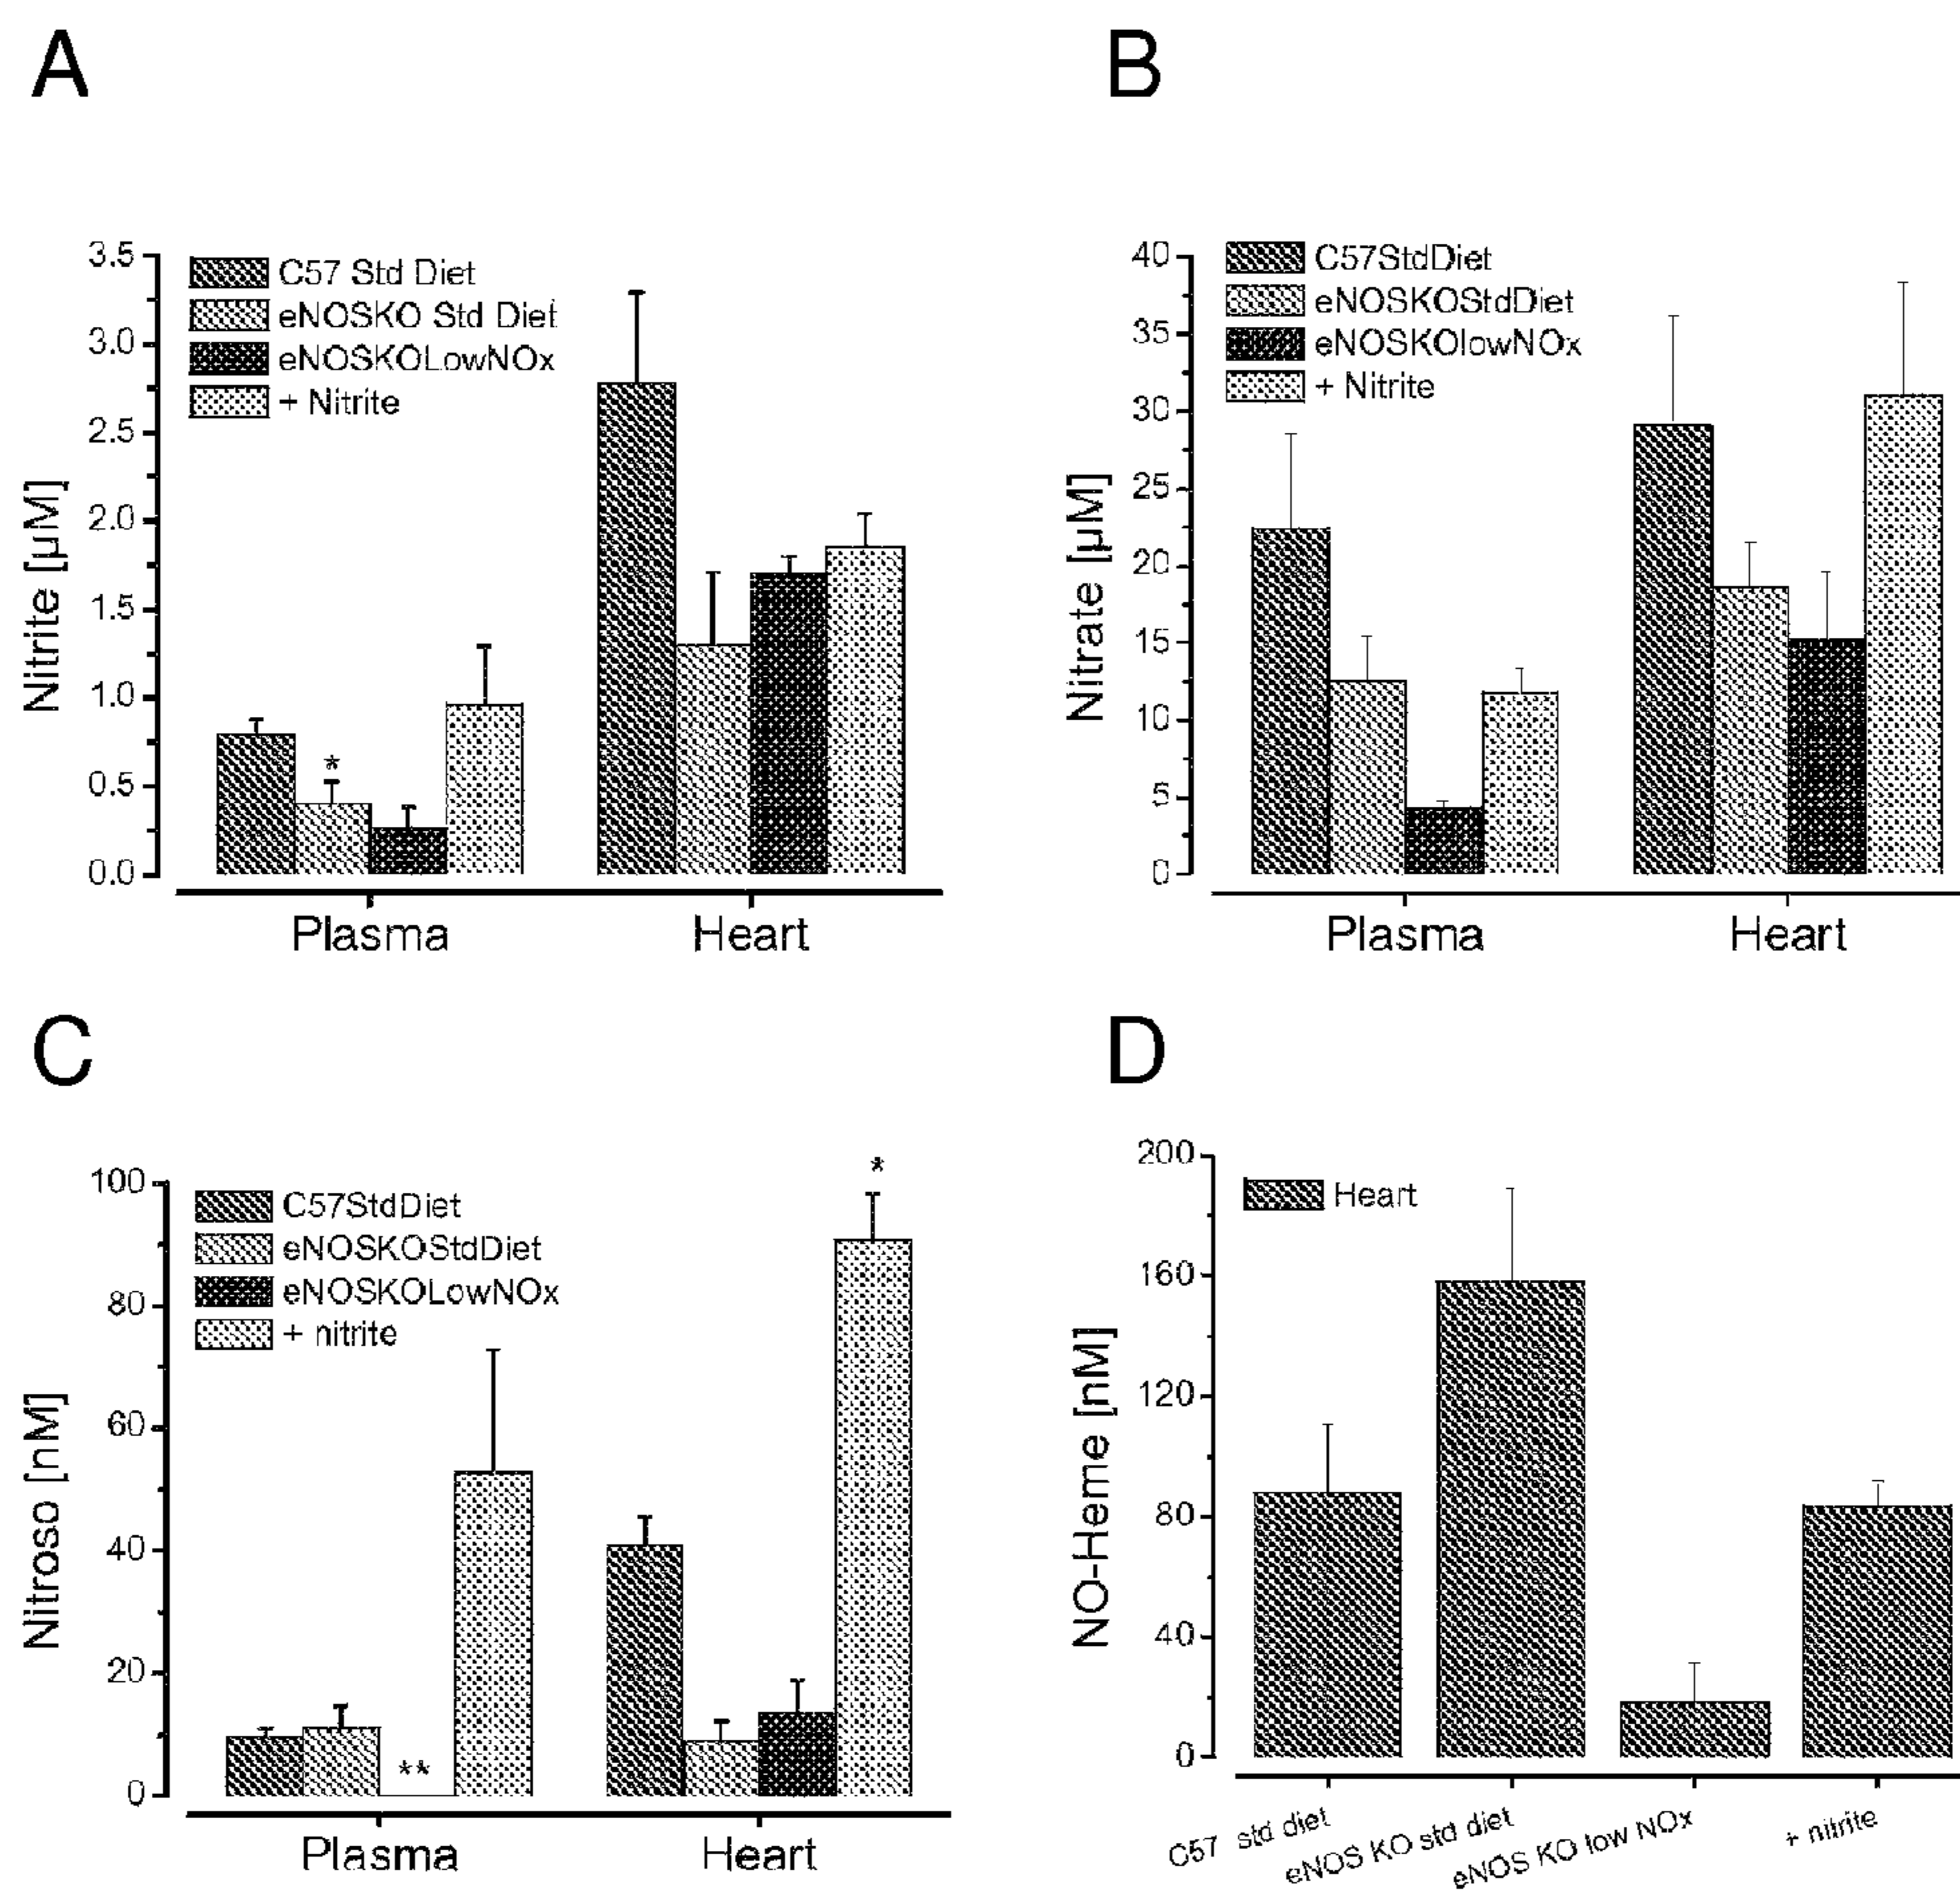 A
3.5
3.0
2.5
2.0
1.5
1.0
0.5
0.0
Nitrite [µM]
C57 Std Diet
eNOSKO Std Diet
eNOSKOLowNOx
+ Nitrite
*
Plasma
Heart
B
40
35
30
25
20
15
10
5
0
Nitrate [µM]
C57StdDiet
eNOSKOStdDiet
eNOSKOlowNOx
+ Nitrite
Plasma
Heart
C
100
80
60
40
20
0
Nitroso [nM]
C57StdDiet
eNOSKOStdDiet
eNOSKOLowNOx
+ nitrite
**
*
Plasma
Heart
D
200
160
120
80
40
0
NO-Heme [nM]
Heart
C57 std diet
eNOS KO std diet
eNOS KO low NOx
+ nitrite